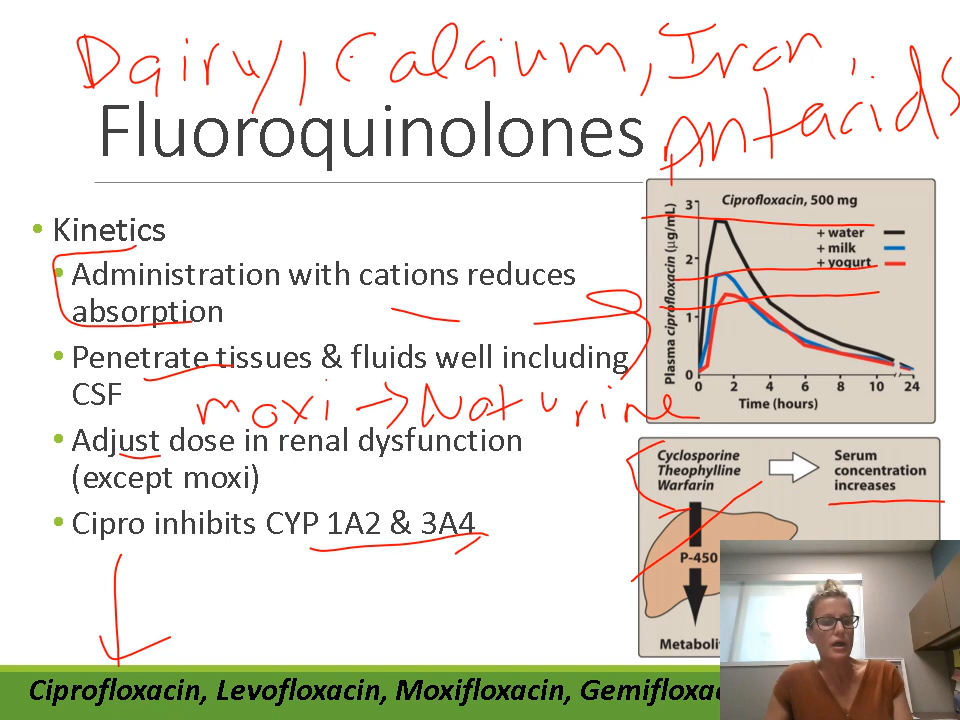 Dairy, Calcium, Iron,
Antacids
Fluoroquinolones
• Kinetics
• Administration with cations reduces
absorption
• Penetrate tissues & fluids well including
CSF
moxi → Not urine
• Adjust dose in renal dysfunction
(except moxi)
• Cipro inhibits CYP 1A2 & 3A4
Ciprofloxacin, 500 mg
+ water
+ milk
+ yogurt
Plasma ciprofloxacin (µg/mL)
3
2
1
0
0 2 4 6 8 10 24
Time (hours)
Cyclosporine
Theophylline
Warfarin
Serum
concentration
increases
P-450
Metaboli
Ciprofloxacin, Levofloxacin, Moxifloxacin, Gemifloxac